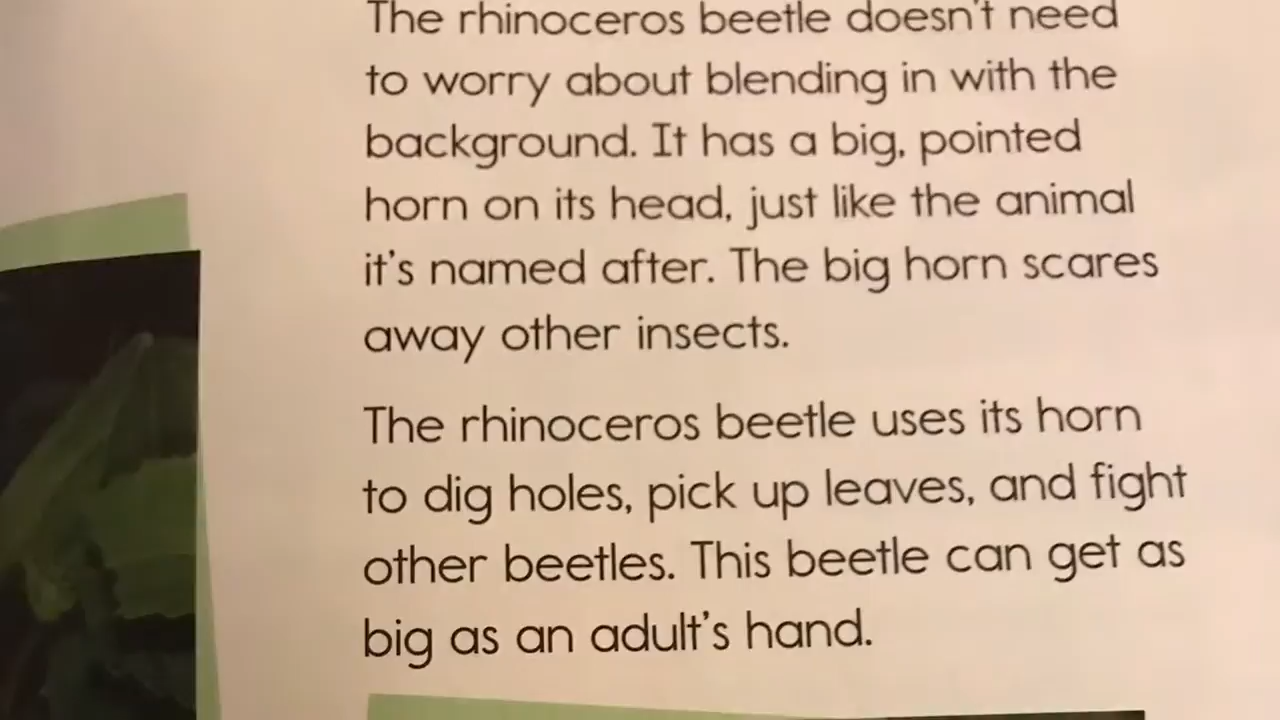 The rhinoceros beetle doesn't need
to worry about blending in with the
background. It has a big, pointed
horn on its head, just like the animal
it's named after. The big horn scares
away other insects.
The rhinoceros beetle uses its horn
to dig holes, pick up leaves, and fight
other beetles. This beetle can get as
big as an adult's hand.